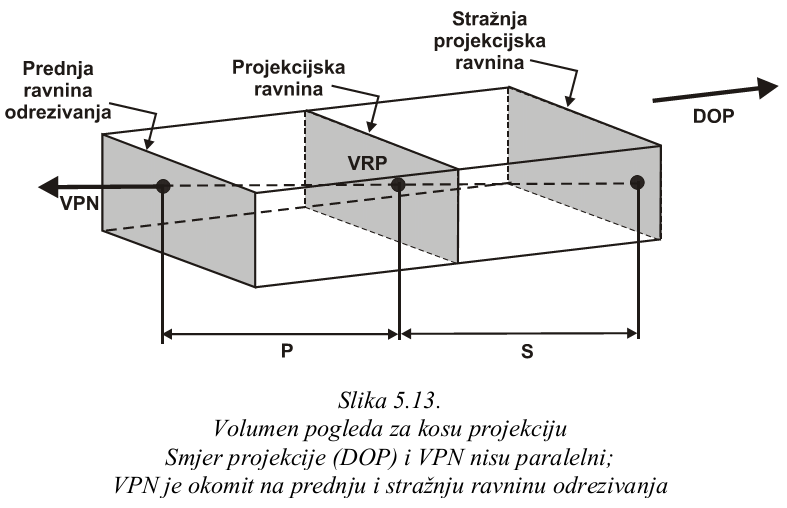 Stražnja
projekcijska
ravnina
Prednja
ravnina
odrezivanja
Projekcijska
ravnina
DOP
VRP
VPN
P
S
Slika 5.13.
Volumen pogleda za kosu projekciju
Smjer projekcije (DOP) i VPN nisu paralelni;
VPN je okomit na prednju i stražnju ravninu odrezivanja